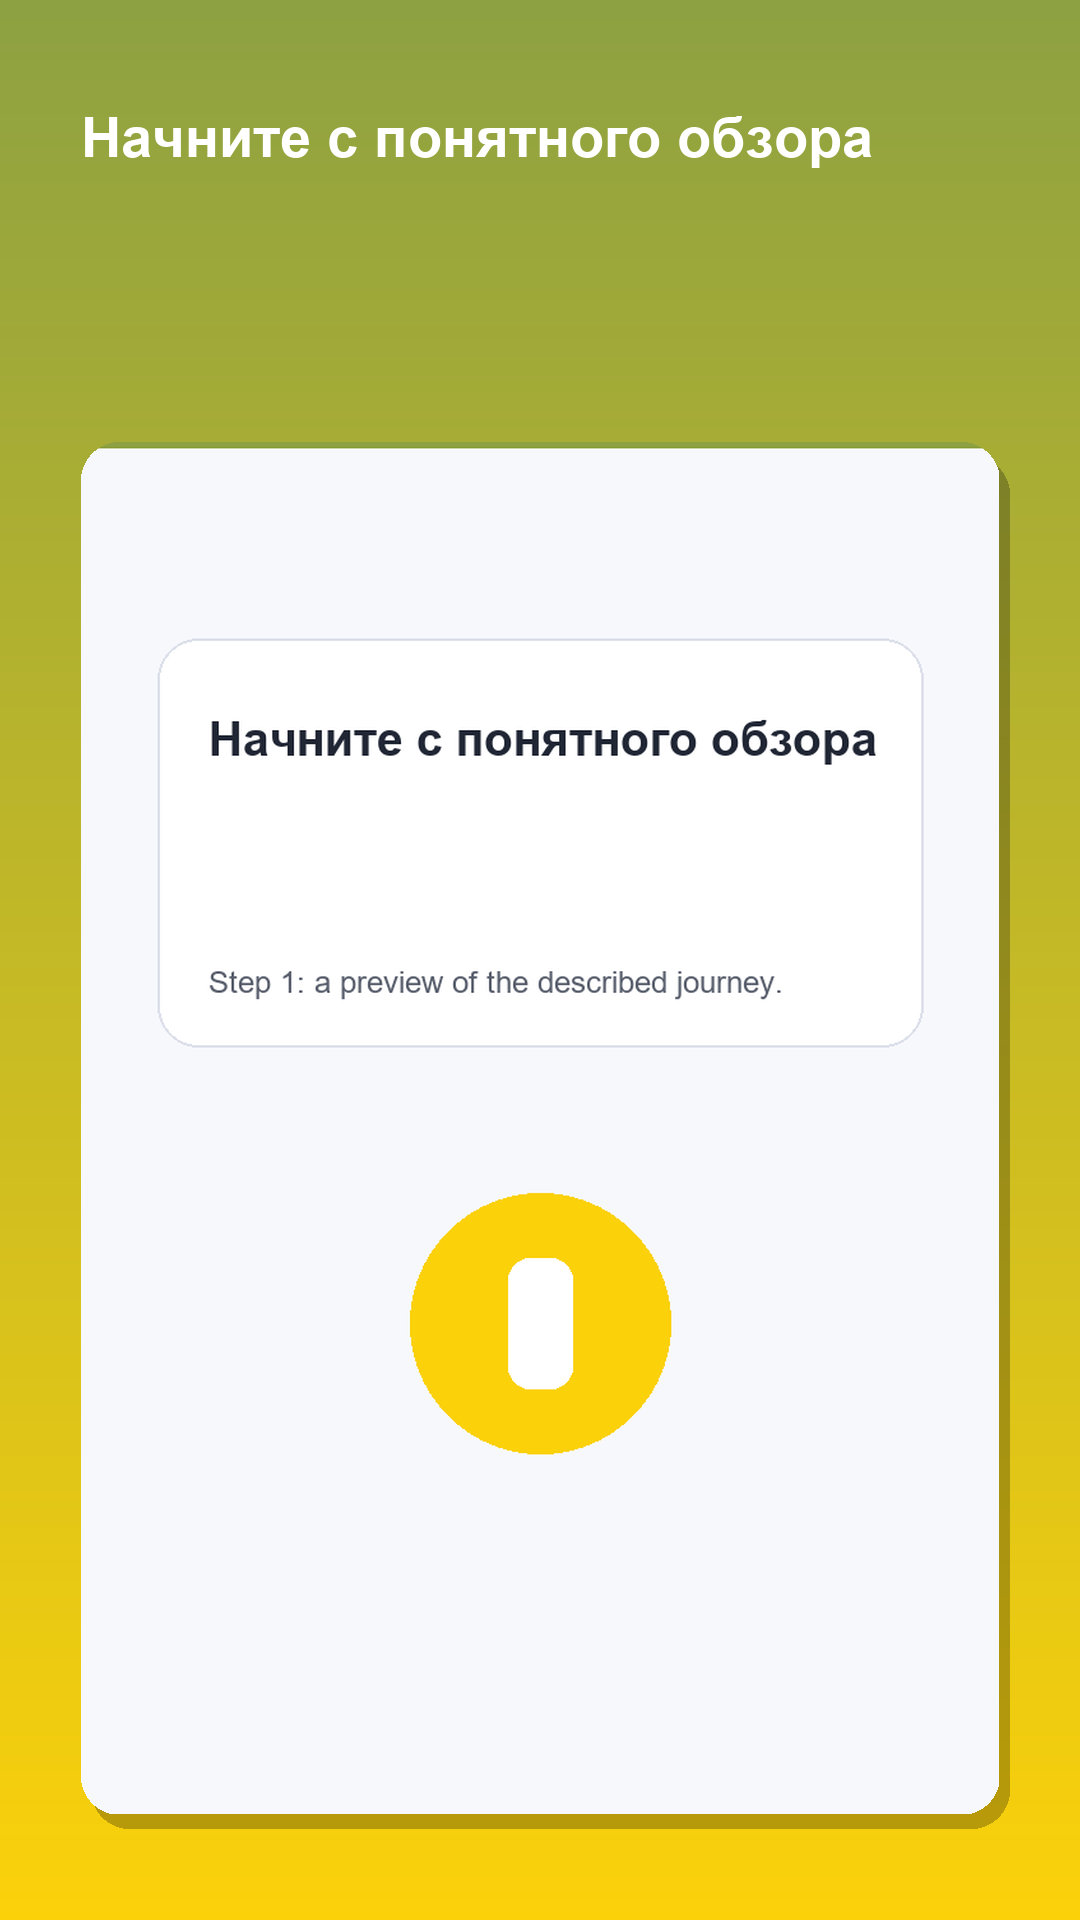 Начните с понятного обзора
Начните с понятного обзора
Step 1: a preview of the described journey.